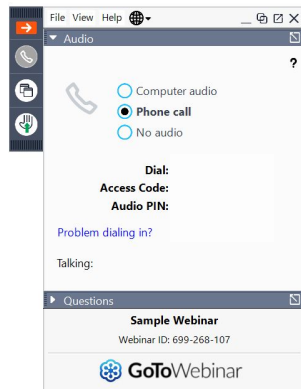 File View Help
Audio
?
Computer audio
Phone call
No audio
Dial:
Access Code:
Audio PIN:
Problem dialing in?
Talking:
Questions
Sample Webinar
Webinar ID: 699-268-107
GoToWebinar